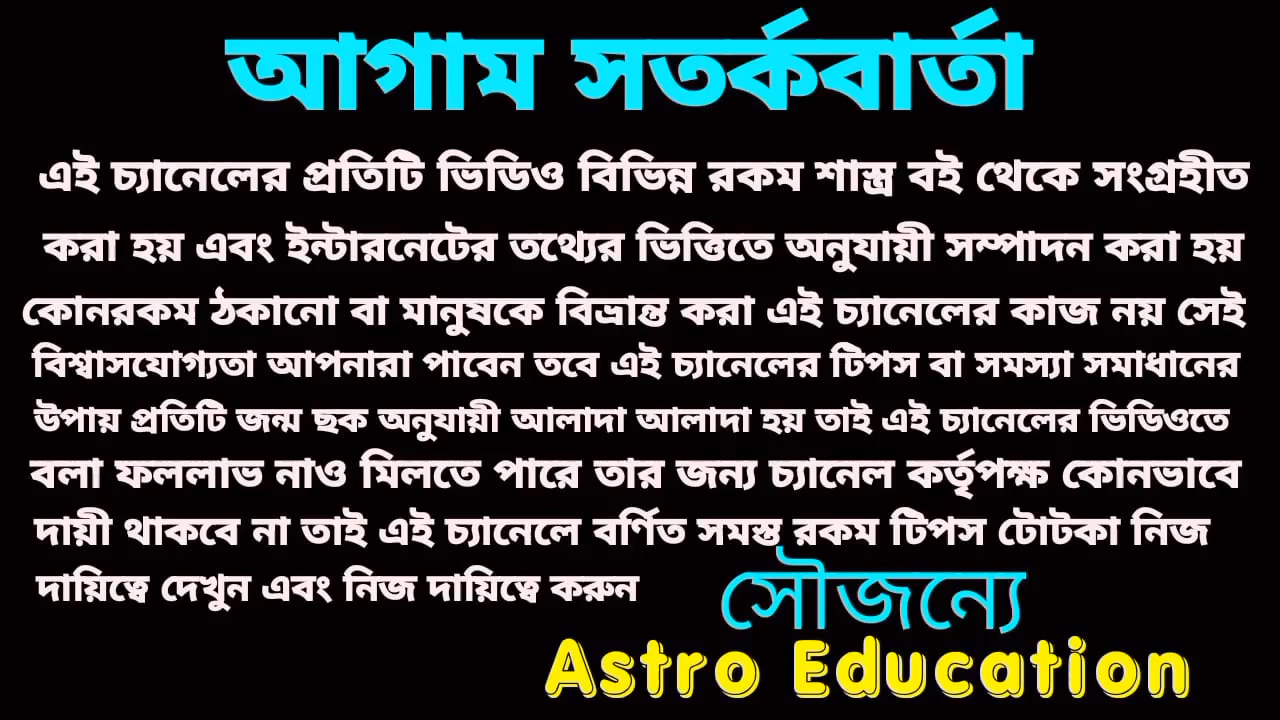 আগাম সতর্কবার্তা
এই চ্যানেলের প্রতিটি ভিডিও বিভিন্ন রকম শাস্ত্র বই থেকে সংগ্রহীত
করা হয় এবং ইন্টারনেটের তথ্যের ভিত্তিতে অনুযায়ী সম্পাদন করা হয়
কোনরকম ঠকানো বা মানুষকে বিভ্রান্ত করা এই চ্যানেলের কাজ নয় সেই
বিশ্বাসযোগ্যতা আপনারা পাবেন তবে এই চ্যানেলের টিপস বা সমস্যা সমাধানের
উপায় প্রতিটি জন্ম ছক অনুযায়ী আলাদা আলাদা হয় তাই এই চ্যানেলের ভিডিওতে
বলা ফললাভ নাও মিলতে পারে তার জন্য চ্যানেল কর্তৃপক্ষ কোনভাবে
দায়ী থাকবে না তাই এই চ্যানেলে বর্ণিত সমস্ত রকম টিপস টোটকা নিজ
দায়িত্বে দেখুন এবং নিজ দায়িত্বে করুন
সৌজন্যে
Astro Education